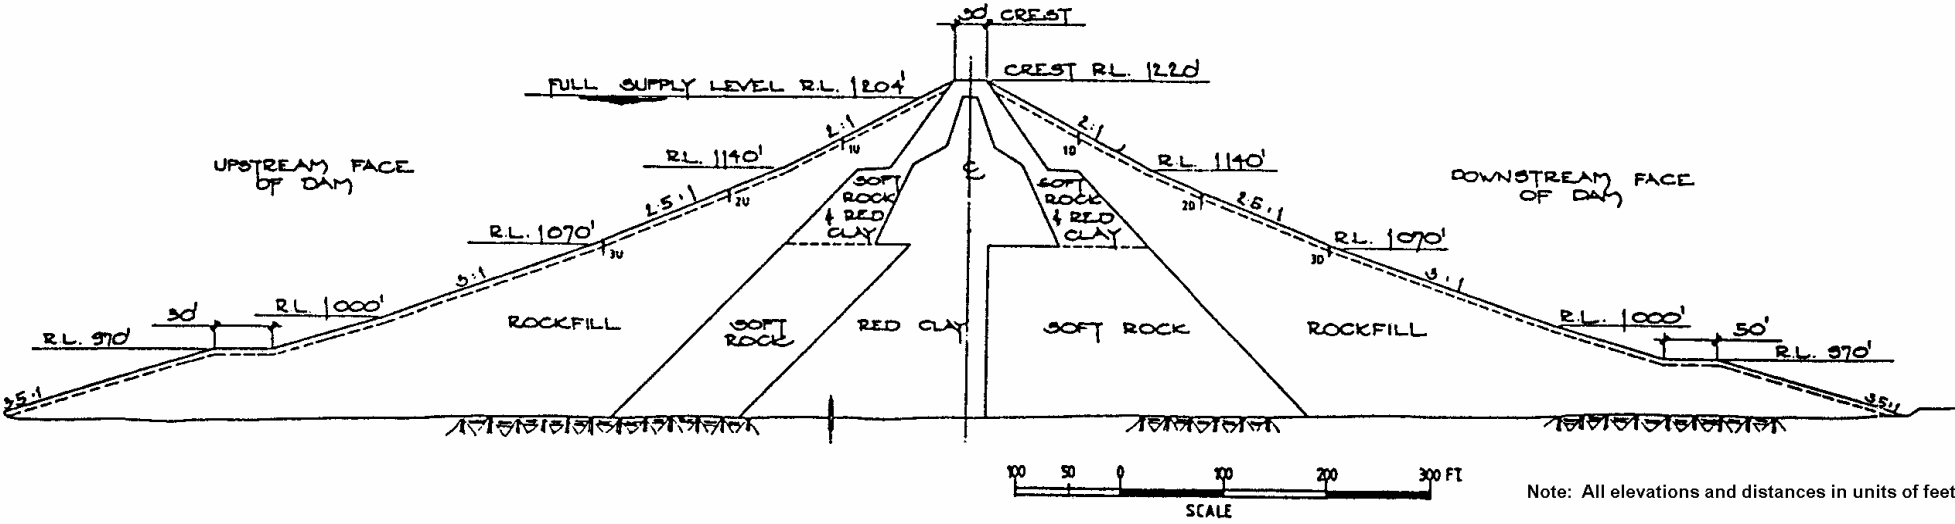 30' CREST
FULL SUPPLY LEVEL R.L. 1204'
CREST R.L. 1220'
2:1
1U
2:1
1D
R.L. 1140'
R.L. 1140'
UPSTREAM FACE
OF DAM
DOWNSTREAM FACE
OF DAM
SOFT
ROCK
& RED
CLAY
SOFT
ROCK
& RED
CLAY
℄
2.5:1
2U
2D
2.5:1
R.L. 1070'
R.L. 1070'
3U
3D
3:1
3:1
30'
R.L. 1000'
R.L. 1000'
50'
R.L. 970'
R.L. 970'
ROCKFILL
SOFT
ROCK
RED CLAY
SOFT ROCK
ROCKFILL
3.5:1
3.5:1
100 50 0 100 200 300 FT
SCALE
Note: All elevations and distances in units of feet